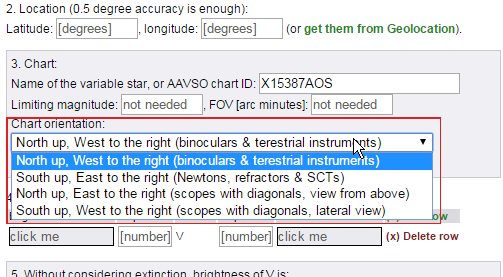 2. Location (0.5 degree accuracy is enough):
Latitude: [degrees] , longitude: [degrees] (or get them from Geolocation).
3. Chart:
Name of the variable star, or AAVSO chart ID: X15387AOS
Limiting magnitude: not needed , FOV [arc minutes]: not needed
Chart orientation:
North up, West to the right (binoculars & terestrial instruments)
North up, West to the right (binoculars & terestrial instruments)
South up, East to the right (Newtons, refractors & SCTs)
North up, East to the right (scopes with diagonals, view from above)
South up, West to the right (scopes with diagonals, lateral view)
click me [number] V [number] click me (x) Delete row
5. Without considering extinction, brightness of V is: